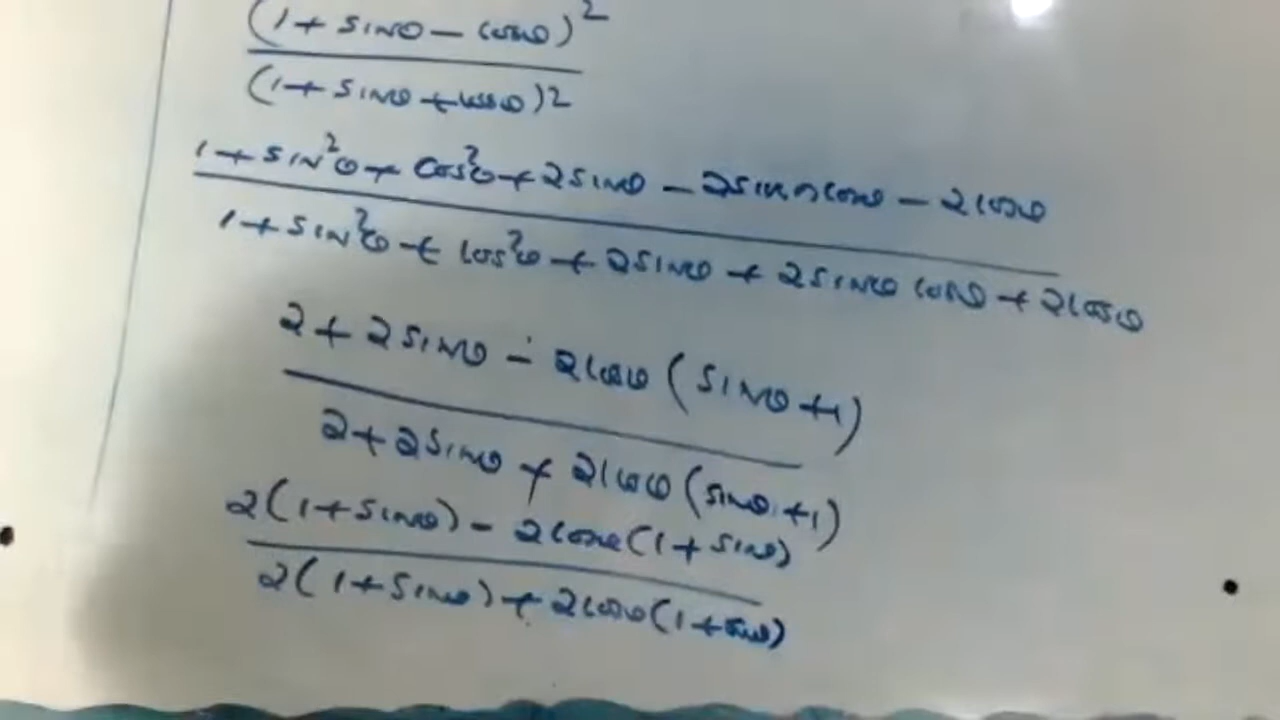 (1 + sinθ - cosθ)²
(1 + sinθ + cosθ)2
1 + sin²θ + cos²θ + 2sinθ - 2sinθcosθ - 2cosθ
1 + sin²θ + cos²θ + 2sinθ + 2sinθ cosθ + 2cosθ
2 + 2sinθ - 2cosθ (sinθ + 1)
2 + 2sinθ + 2cosθ (sinθ + 1)
2(1 + sinθ) - 2cosθ(1 + sinθ)
2(1 + sinθ) + 2cosθ(1 + sinθ)